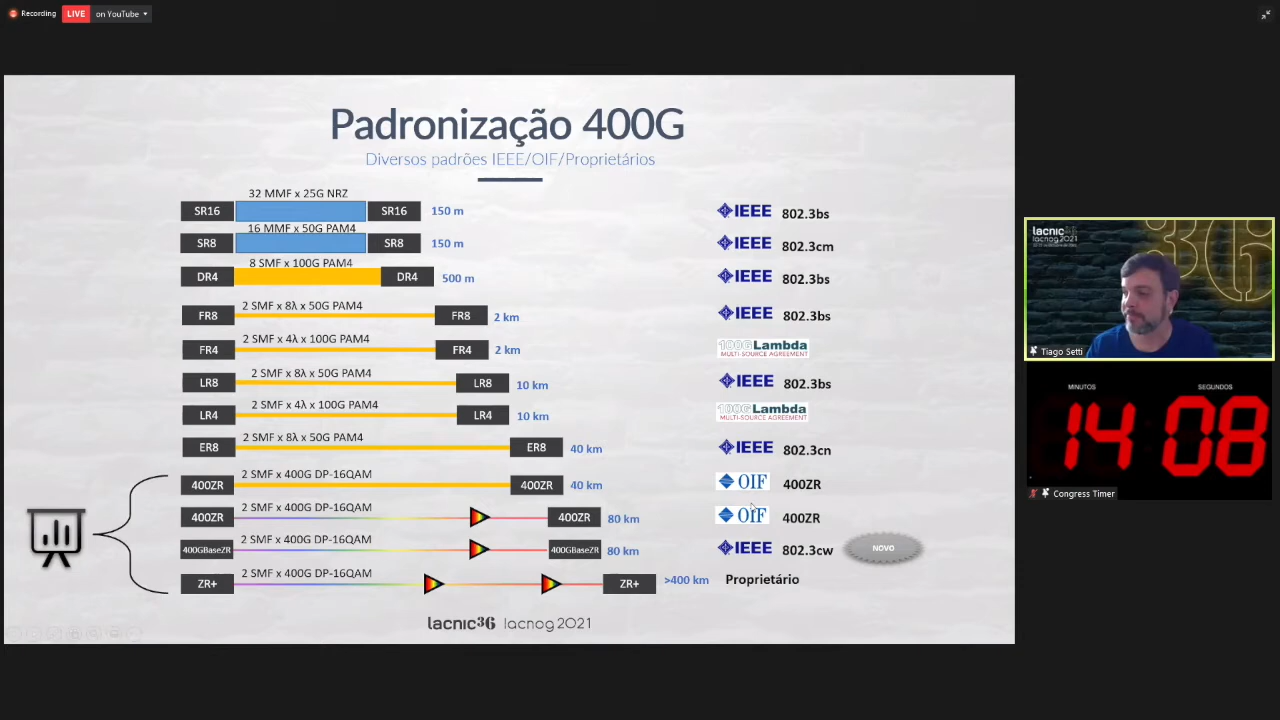 Recording
LIVE
on YouTube
Padronização 400G
Diversos padrões IEEE/OIF/Proprietários
32 MMF x 25G NRZ
SR16 SR16 150 m IEEE 802.3bs
16 MMF x 50G PAM4
SR8 SR8 150 m IEEE 802.3cm
8 SMF x 100G PAM4
DR4 DR4 500 m IEEE 802.3bs
2 SMF x 8λ x 50G PAM4
FR8 FR8 2 km IEEE 802.3bs
2 SMF x 4λ x 100G PAM4
FR4 FR4 2 km 100G Lambda
MULTI-SOURCE AGREEMENT
2 SMF x 8λ x 50G PAM4
LR8 LR8 10 km IEEE 802.3bs
2 SMF x 4λ x 100G PAM4
LR4 LR4 10 km 100G Lambda
MULTI-SOURCE AGREEMENT
2 SMF x 8λ x 50G PAM4
ER8 ER8 40 km IEEE 802.3cn
2 SMF x 400G DP-16QAM
400ZR 400ZR 40 km OIF 400ZR
2 SMF x 400G DP-16QAM
400ZR 400ZR 80 km OIF 400ZR
2 SMF x 400G DP-16QAM
400GBaseZR 400GBaseZR 80 km IEEE 802.3cw NOVO
2 SMF x 400G DP-16QAM
ZR+ ZR+ >400 km Proprietário
lacnic36 lacnog2021
lacnic36
lacnog2021
36
Tiago Setti
MINUTOS SEGUNDOS
14 08
Congress Timer